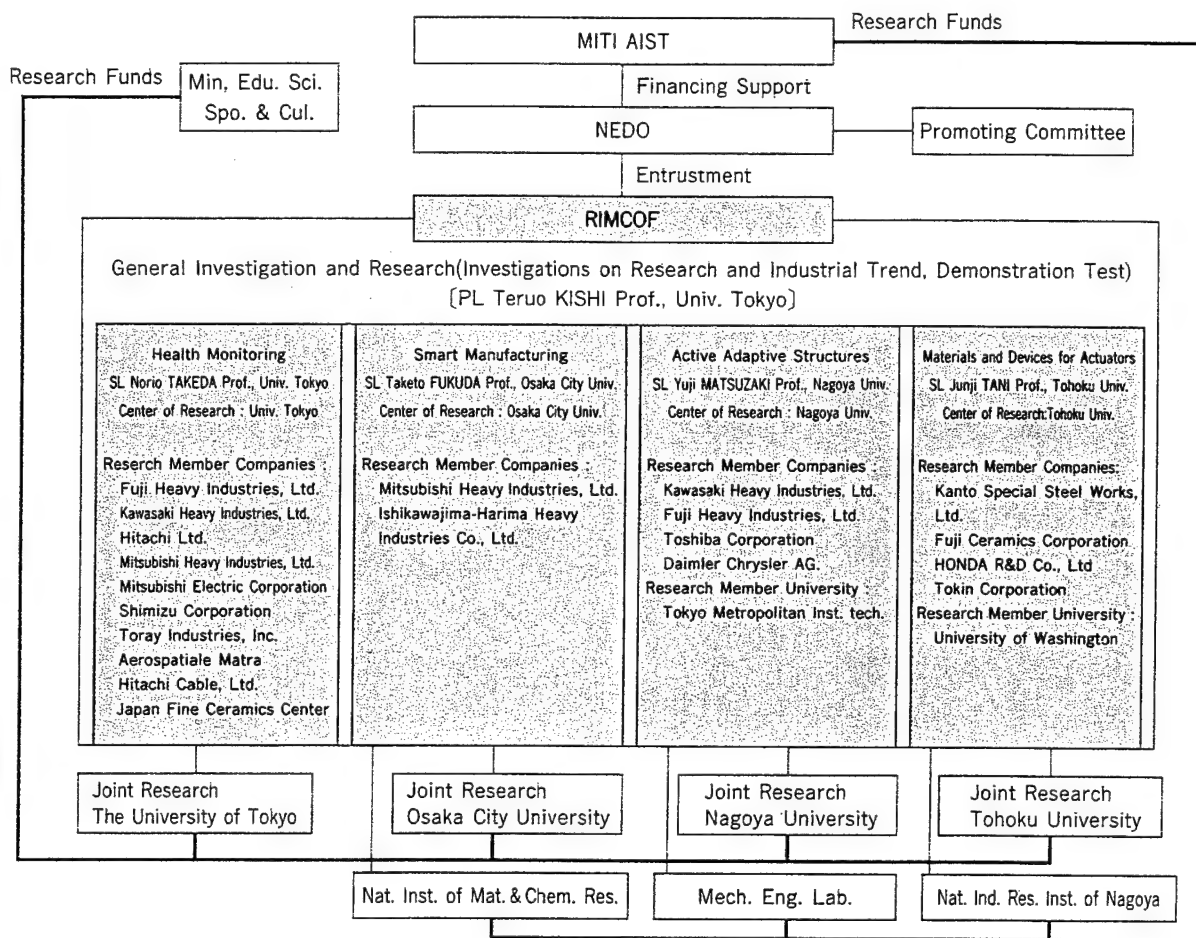 Research Funds
MITI AIST
Research Funds
Min, Edu. Sci.
Spo. & Cul.
Financing Support
NEDO
Promoting Committee
Entrustment
RIMCOF
General Investigation and Research(Investigations on Research and Industrial Trend, Demonstration Test)
〔PL Teruo KISHI Prof., Univ. Tokyo〕
Health Monitoring
SL Norio TAKEDA Prof., Univ. Tokyo
Center of Research : Univ. Tokyo
Reserch Member Companies :
Fuji Heavy Industries, Ltd.
Kawasaki Heavy Industries, Ltd.
Hitachi Ltd.
Mitsubishi Heavy Industries, Ltd.
Mitsubishi Electric Corporation
Shimizu Corporation
Toray Industries, Inc.
Aerospatiale Matra
Hitachi Cable, Ltd.
Japan Fine Ceramics Center
Smart Manufacturing
SL Taketo FUKUDA Prof., Osaka City Univ.
Center of Research : Osaka City Univ.
Research Member Companies :
Mitsubishi Heavy Industries, Ltd.
Ishikawajima-Harima Heavy
Industries Co., Ltd.
Active Adaptive Structures
SL Yuji MATSUZAKI Prof., Nagoya Univ.
Center of Research : Nagoya Univ.
Research Member Companies :
Kawasaki Heavy Industries, Ltd.
Fuji Heavy Industries, Ltd.
Toshiba Corporation
Daimler Chrysler AG.
Research Member University :
Tokyo Metropolitan Inst. tech.
Materials and Devices for Actuators
SL Junji TANI Prof., Tohoku Univ.
Center of Research:Tohoku Univ.
Research Member Companies:
Kanto Special Steel Works,
Ltd.
Fuji Ceramics Corporation
HONDA R&D Co., Ltd
Tokin Corporation
Research Member University :
University of Washington
Joint Research
The University of Tokyo
Joint Research
Osaka City University
Joint Research
Nagoya University
Joint Research
Tohoku University
Nat. Inst. of Mat. & Chem. Res.
Mech. Eng. Lab.
Nat. Ind. Res. Inst. of Nagoya